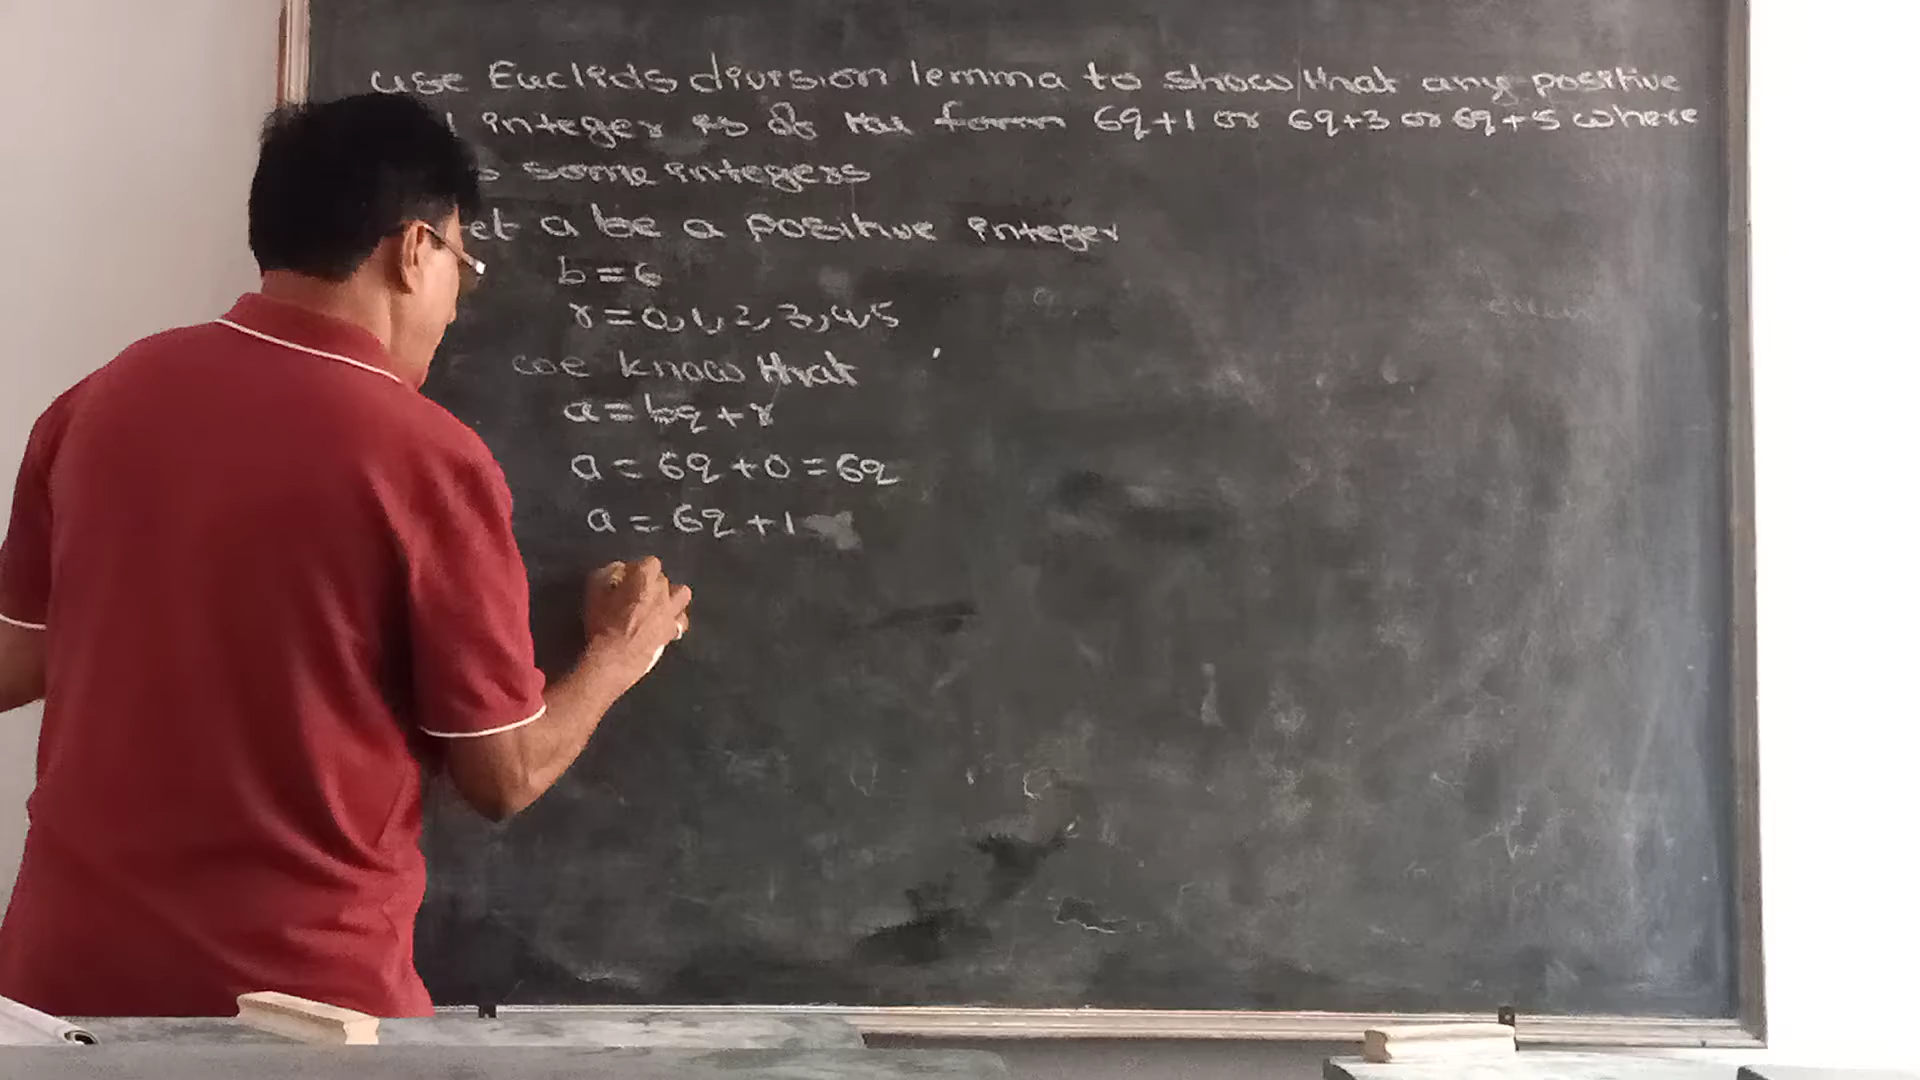 use Euclids division lemma to show that any positive
integer is of the form 6q+1 or 6q+3 or 6q+5 where
some integers
et a be a positive integer
b=6
r=0,1,2,3,4,5
we know that
a=bq+r
a=6q+0=6q
a=6q+1